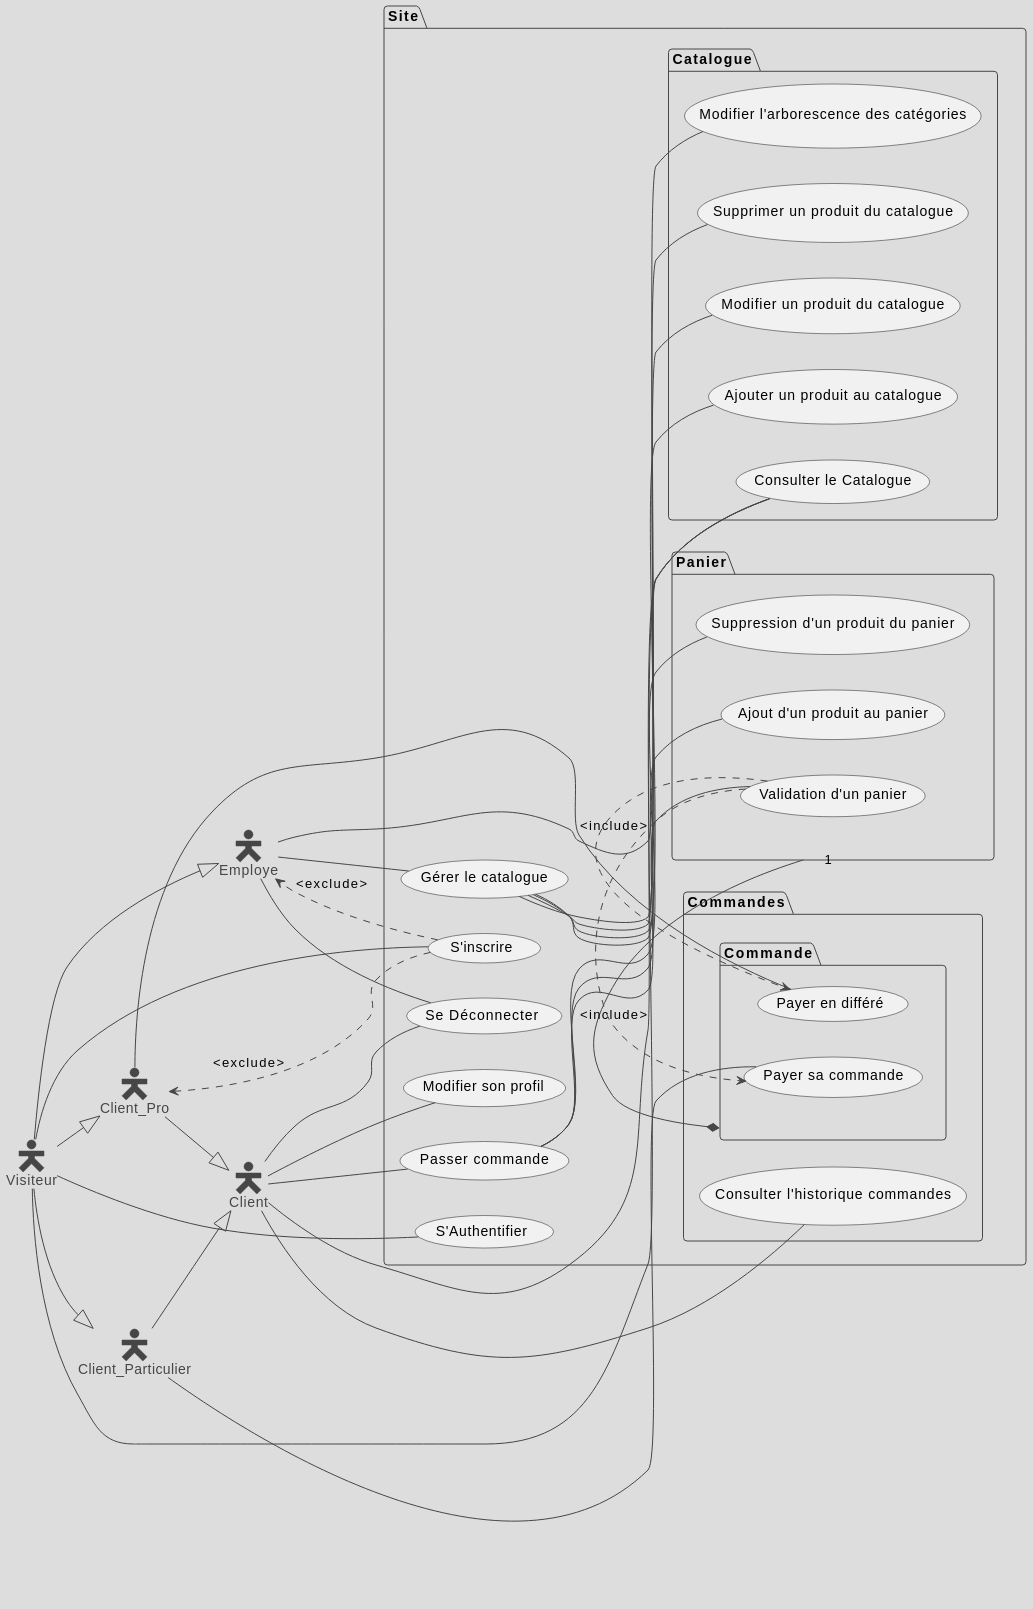 Site
Catalogue
Modifier l'arborescence des catégories
Supprimer un produit du catalogue
Modifier un produit du catalogue
Ajouter un produit au catalogue
Consulter le Catalogue
Panier
Suppression d'un produit du panier
Ajout d'un produit au panier
Validation d'un panier
<include>
1
Employe
Gérer le catalogue
<exclude>
Commandes
S'inscrire
Commande
Payer en différé
Se Déconnecter
<include>
<exclude>
Payer sa commande
Modifier son profil
Client_Pro
Passer commande
Visiteur
Client
Consulter l'historique commandes
S'Authentifier
Client_Particulier